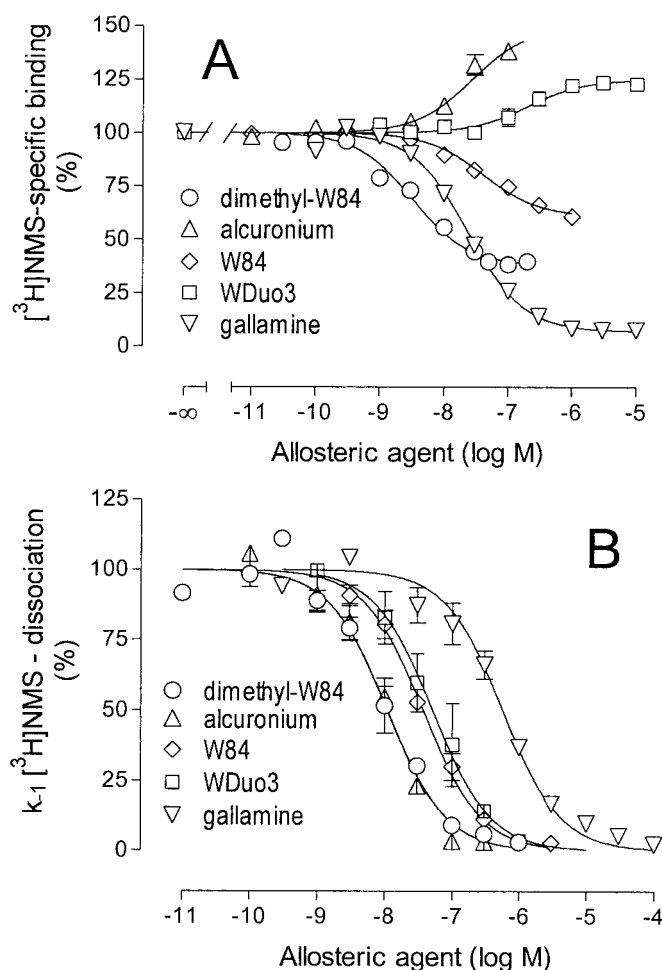 A
[³H]NMS-specific binding
(%)
150
125
100
75
50
25
0
dimethyl-W84
alcuronium
W84
WDuo3
gallamine
-∞ -11 -10 -9 -8 -7 -6 -5
Allosteric agent (log M)
B
k-1 [³H]NMS - dissociation
(%)
125
100
75
50
25
0
dimethyl-W84
alcuronium
W84
WDuo3
gallamine
-11 -10 -9 -8 -7 -6 -5 -4
Allosteric agent (log M)